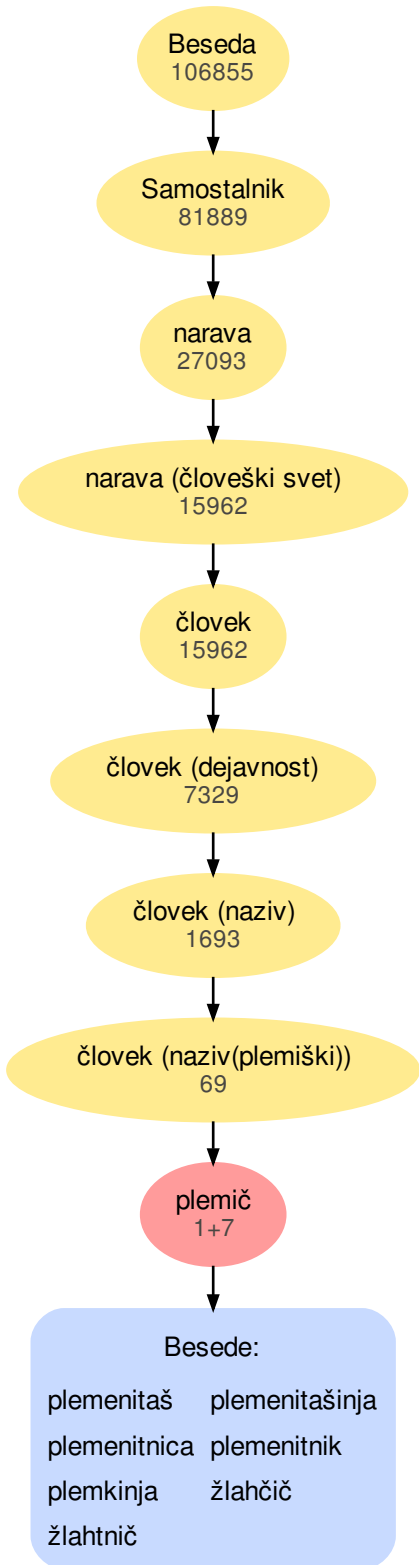 Beseda
106855
Samostalnik
81889
narava
27093
narava (človeški svet)
15962
človek
15962
človek (dejavnost)
7329
človek (naziv)
1693
človek (naziv(plemiški))
69
plemič
1+7
Besede:
plemenitaš plemenitašinja
plemenitnica plemenitnik
plemkinja žlahčič
žlahtnič